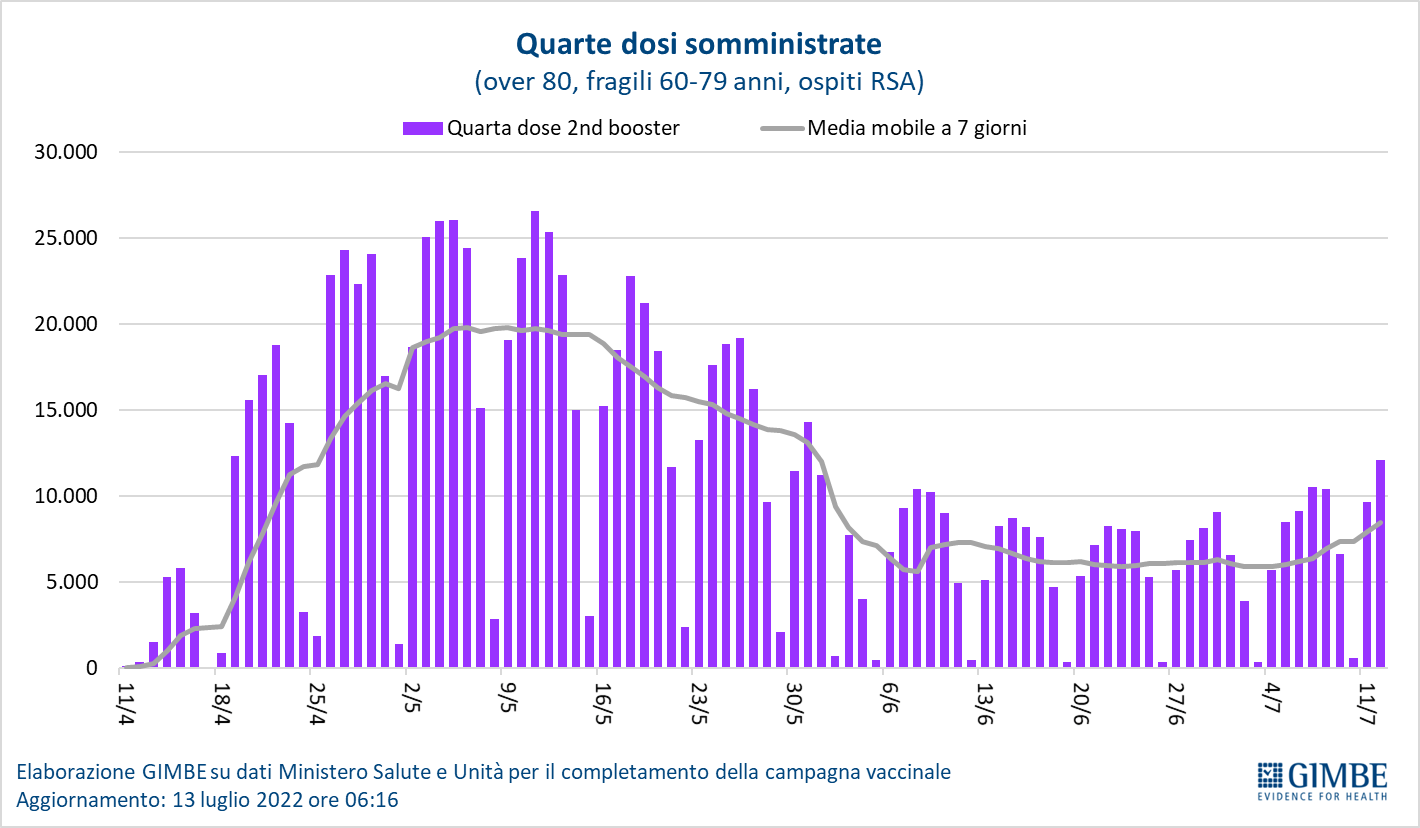 Quarte dosi somministrate
(over 80, fragili 60-79 anni, ospiti RSA)
Quarta dose 2nd booster
Media mobile a 7 giorni
30.000
25.000
20.000
15.000
10.000
5.000
0
11/4
18/4
25/4
2/5
9/5
16/5
23/5
30/5
6/6
13/6
20/6
27/6
4/7
11/7
Elaborazione GIMBE su dati Ministero Salute e Unità per il completamento della campagna vaccinale
Aggiornamento: 13 luglio 2022 ore 06:16
GIMBE
EVIDENCE FOR HEALTH